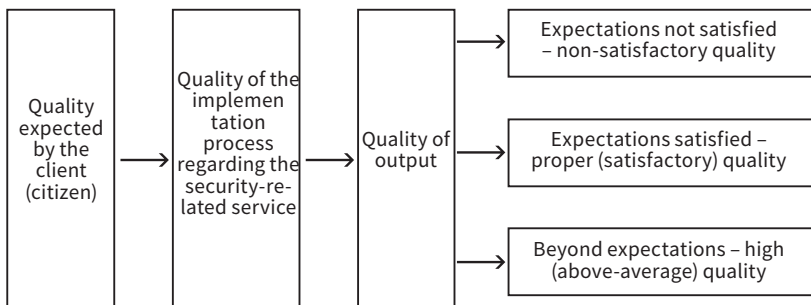 Quality
expected
by the
client
(citizen)
Quality of the
implemen
tation
process
regarding the
security-re-
lated service
Quality of
output
Expectations not satisfied
– non-satisfactory quality
Expectations satisfied –
proper (satisfactory) quality
Beyond expectations – high
(above-average) quality